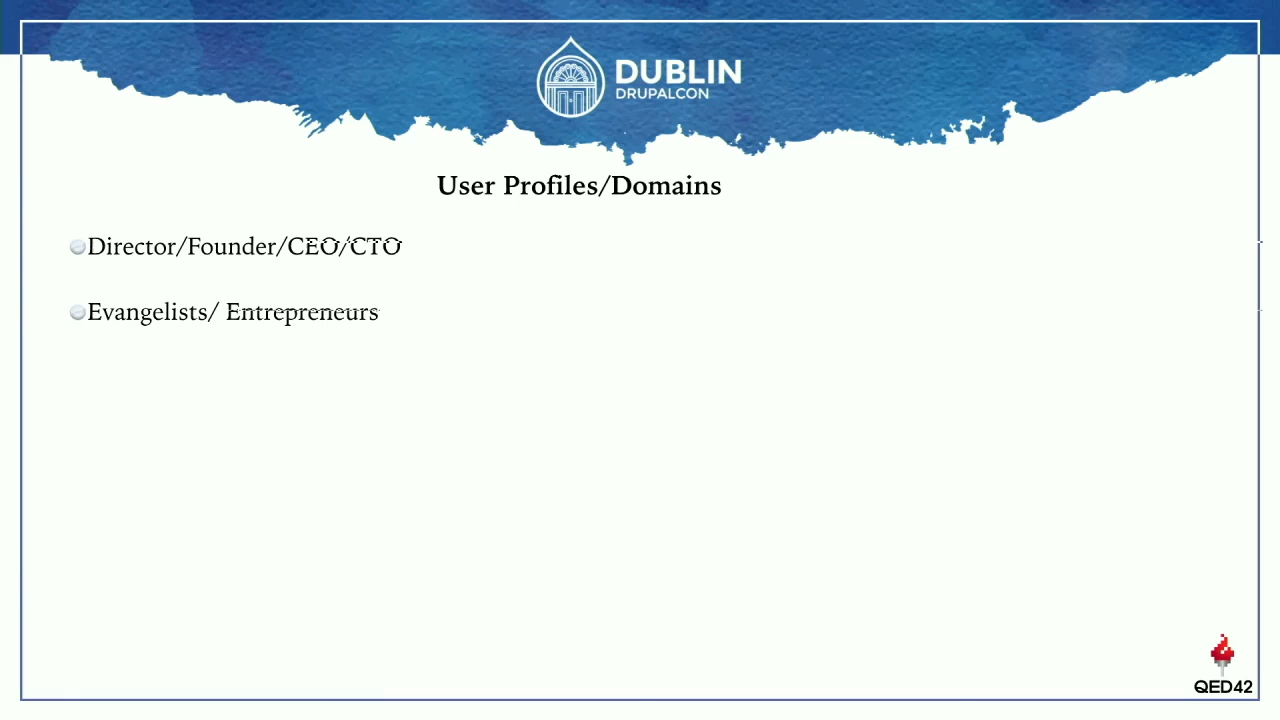 DUBLIN
DRUPALCON
User Profiles/Domains
Director/Founder/CEO/CTO
Evangelists/ Entrepreneurs
QED42